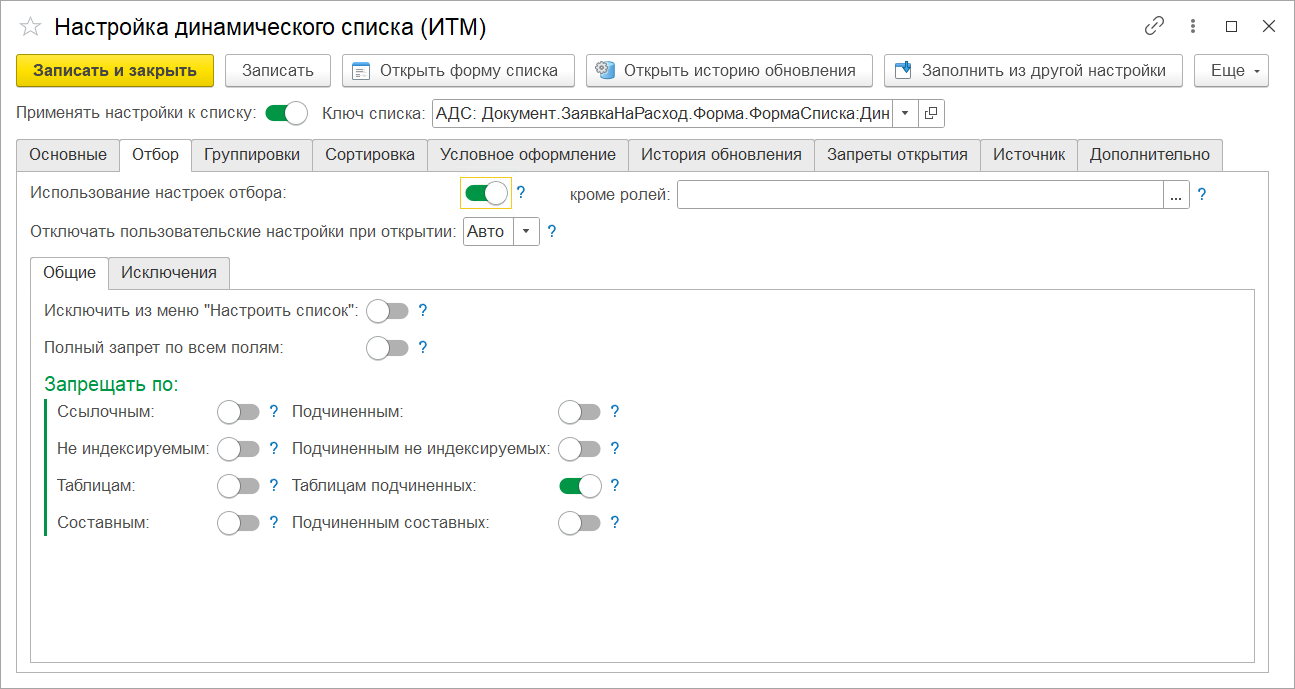 Настройка динамического списка (ИТМ)
Записать и закрыть Записать Открыть форму списка Открыть историю обновления Заполнить из другой настройки Еще
Применять настройки к списку: Ключ списка: АДС: Документ.ЗаявкаНаРасход.Форма.ФормаСписка:Дин
Основные Отбор Группировки Сортировка Условное оформление История обновления Запреты открытия Источник Дополнительно
Использование настроек отбора: ? кроме ролей: ... ?
Отключать пользовательские настройки при открытии: Авто ?
Общие Исключения
Исключить из меню "Настроить список": ?
Полный запрет по всем полям: ?
Запрещать по:
Ссылочным: ? Подчиненным: ?
Не индексируемым: ? Подчиненным не индексируемых: ?
Таблицам: ? Таблицам подчиненных: ?
Составным: ? Подчиненным составных: ?